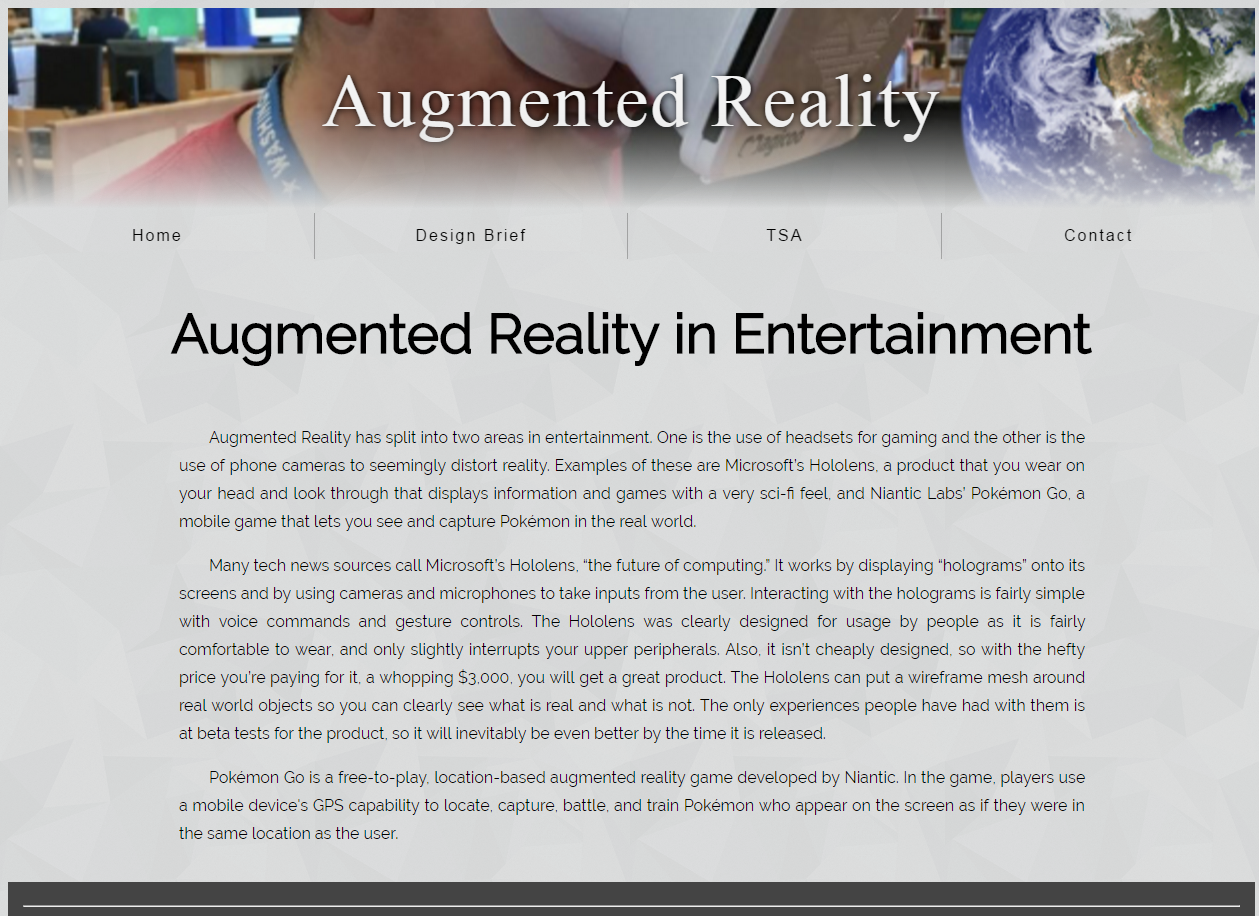 Augmented Reality
WASHIN
Home
Design Brief
TSA
Contact
Augmented Reality in Entertainment
Augmented Reality has split into two areas in entertainment. One is the use of headsets for gaming and the other is the
use of phone cameras to seemingly distort reality. Examples of these are Microsoft’s Hololens, a product that you wear on
your head and look through that displays information and games with a very sci-fi feel, and Niantic Labs’ Pokémon Go, a
mobile game that lets you see and capture Pokémon in the real world.
Many tech news sources call Microsoft’s Hololens, “the future of computing.” It works by displaying “holograms” onto its
screens and by using cameras and microphones to take inputs from the user. Interacting with the holograms is fairly simple
with voice commands and gesture controls. The Hololens was clearly designed for usage by people as it is fairly
comfortable to wear, and only slightly interrupts your upper peripherals. Also, it isn’t cheaply designed, so with the hefty
price you’re paying for it, a whopping $3,000, you will get a great product. The Hololens can put a wireframe mesh around
real world objects so you can clearly see what is real and what is not. The only experiences people have had with them is
at beta tests for the product, so it will inevitably be even better by the time it is released.
Pokémon Go is a free-to-play, location-based augmented reality game developed by Niantic. In the game, players use
a mobile device's GPS capability to locate, capture, battle, and train Pokémon who appear on the screen as if they were in
the same location as the user.